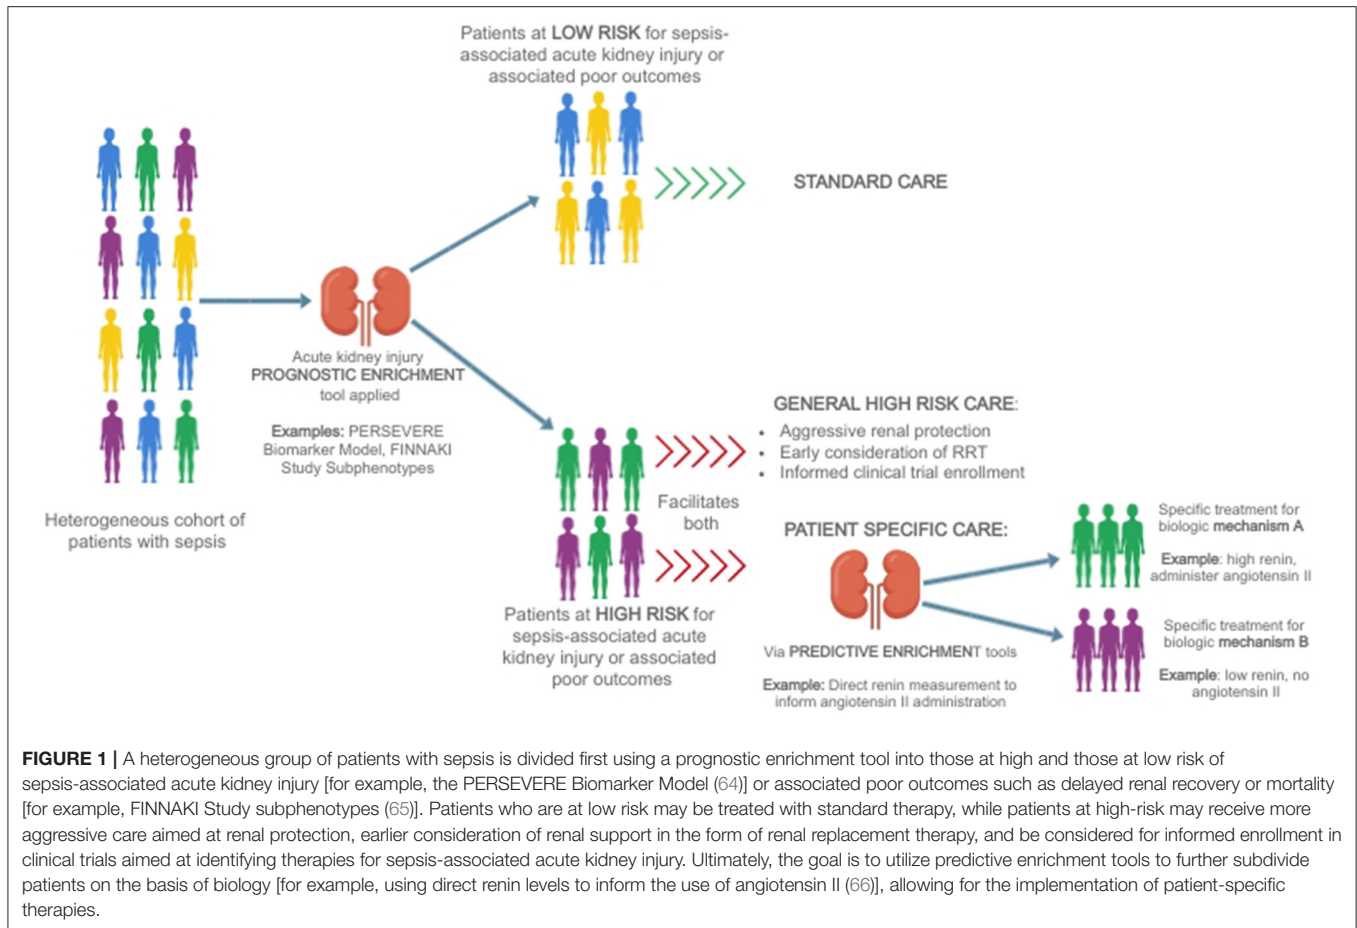 Patients at LOW RISK for sepsis-
associated acute kidney injury or
associated poor outcomes
STANDARD CARE
Acute kidney injury
PROGNOSTIC ENRICHMENT
tool applied
Examples: PERSEVERE
Biomarker Model, FINNAKI
Study Subphenotypes
Heterogeneous cohort of
patients with sepsis
GENERAL HIGH RISK CARE:
• Aggressive renal protection
• Early consideration of RRT
• Informed clinical trial enrollment
Facilitates
both
Patients at HIGH RISK for
sepsis-associated acute
kidney injury or associated
poor outcomes
PATIENT SPECIFIC CARE:
Via PREDICTIVE ENRICHMENT tools
Example: Direct renin measurement to
inform angiotensin II administration
Specific treatment for
biologic mechanism A
Example: high renin,
administer angiotensin II
Specific treatment for
biologic mechanism B
Example: low renin, no
angiotensin II
FIGURE 1 | A heterogeneous group of patients with sepsis is divided first using a prognostic enrichment tool into those at high and those at low risk of
sepsis-associated acute kidney injury [for example, the PERSEVERE Biomarker Model (64)] or associated poor outcomes such as delayed renal recovery or mortality
[for example, FINNAKI Study subphenotypes (65)]. Patients who are at low risk may be treated with standard therapy, while patients at high-risk may receive more
aggressive care aimed at renal protection, earlier consideration of renal support in the form of renal replacement therapy, and be considered for informed enrollment in
clinical trials aimed at identifying therapies for sepsis-associated acute kidney injury. Ultimately, the goal is to utilize predictive enrichment tools to further subdivide
patients on the basis of biology [for example, using direct renin levels to inform the use of angiotensin II (66)], allowing for the implementation of patient-specific
therapies.